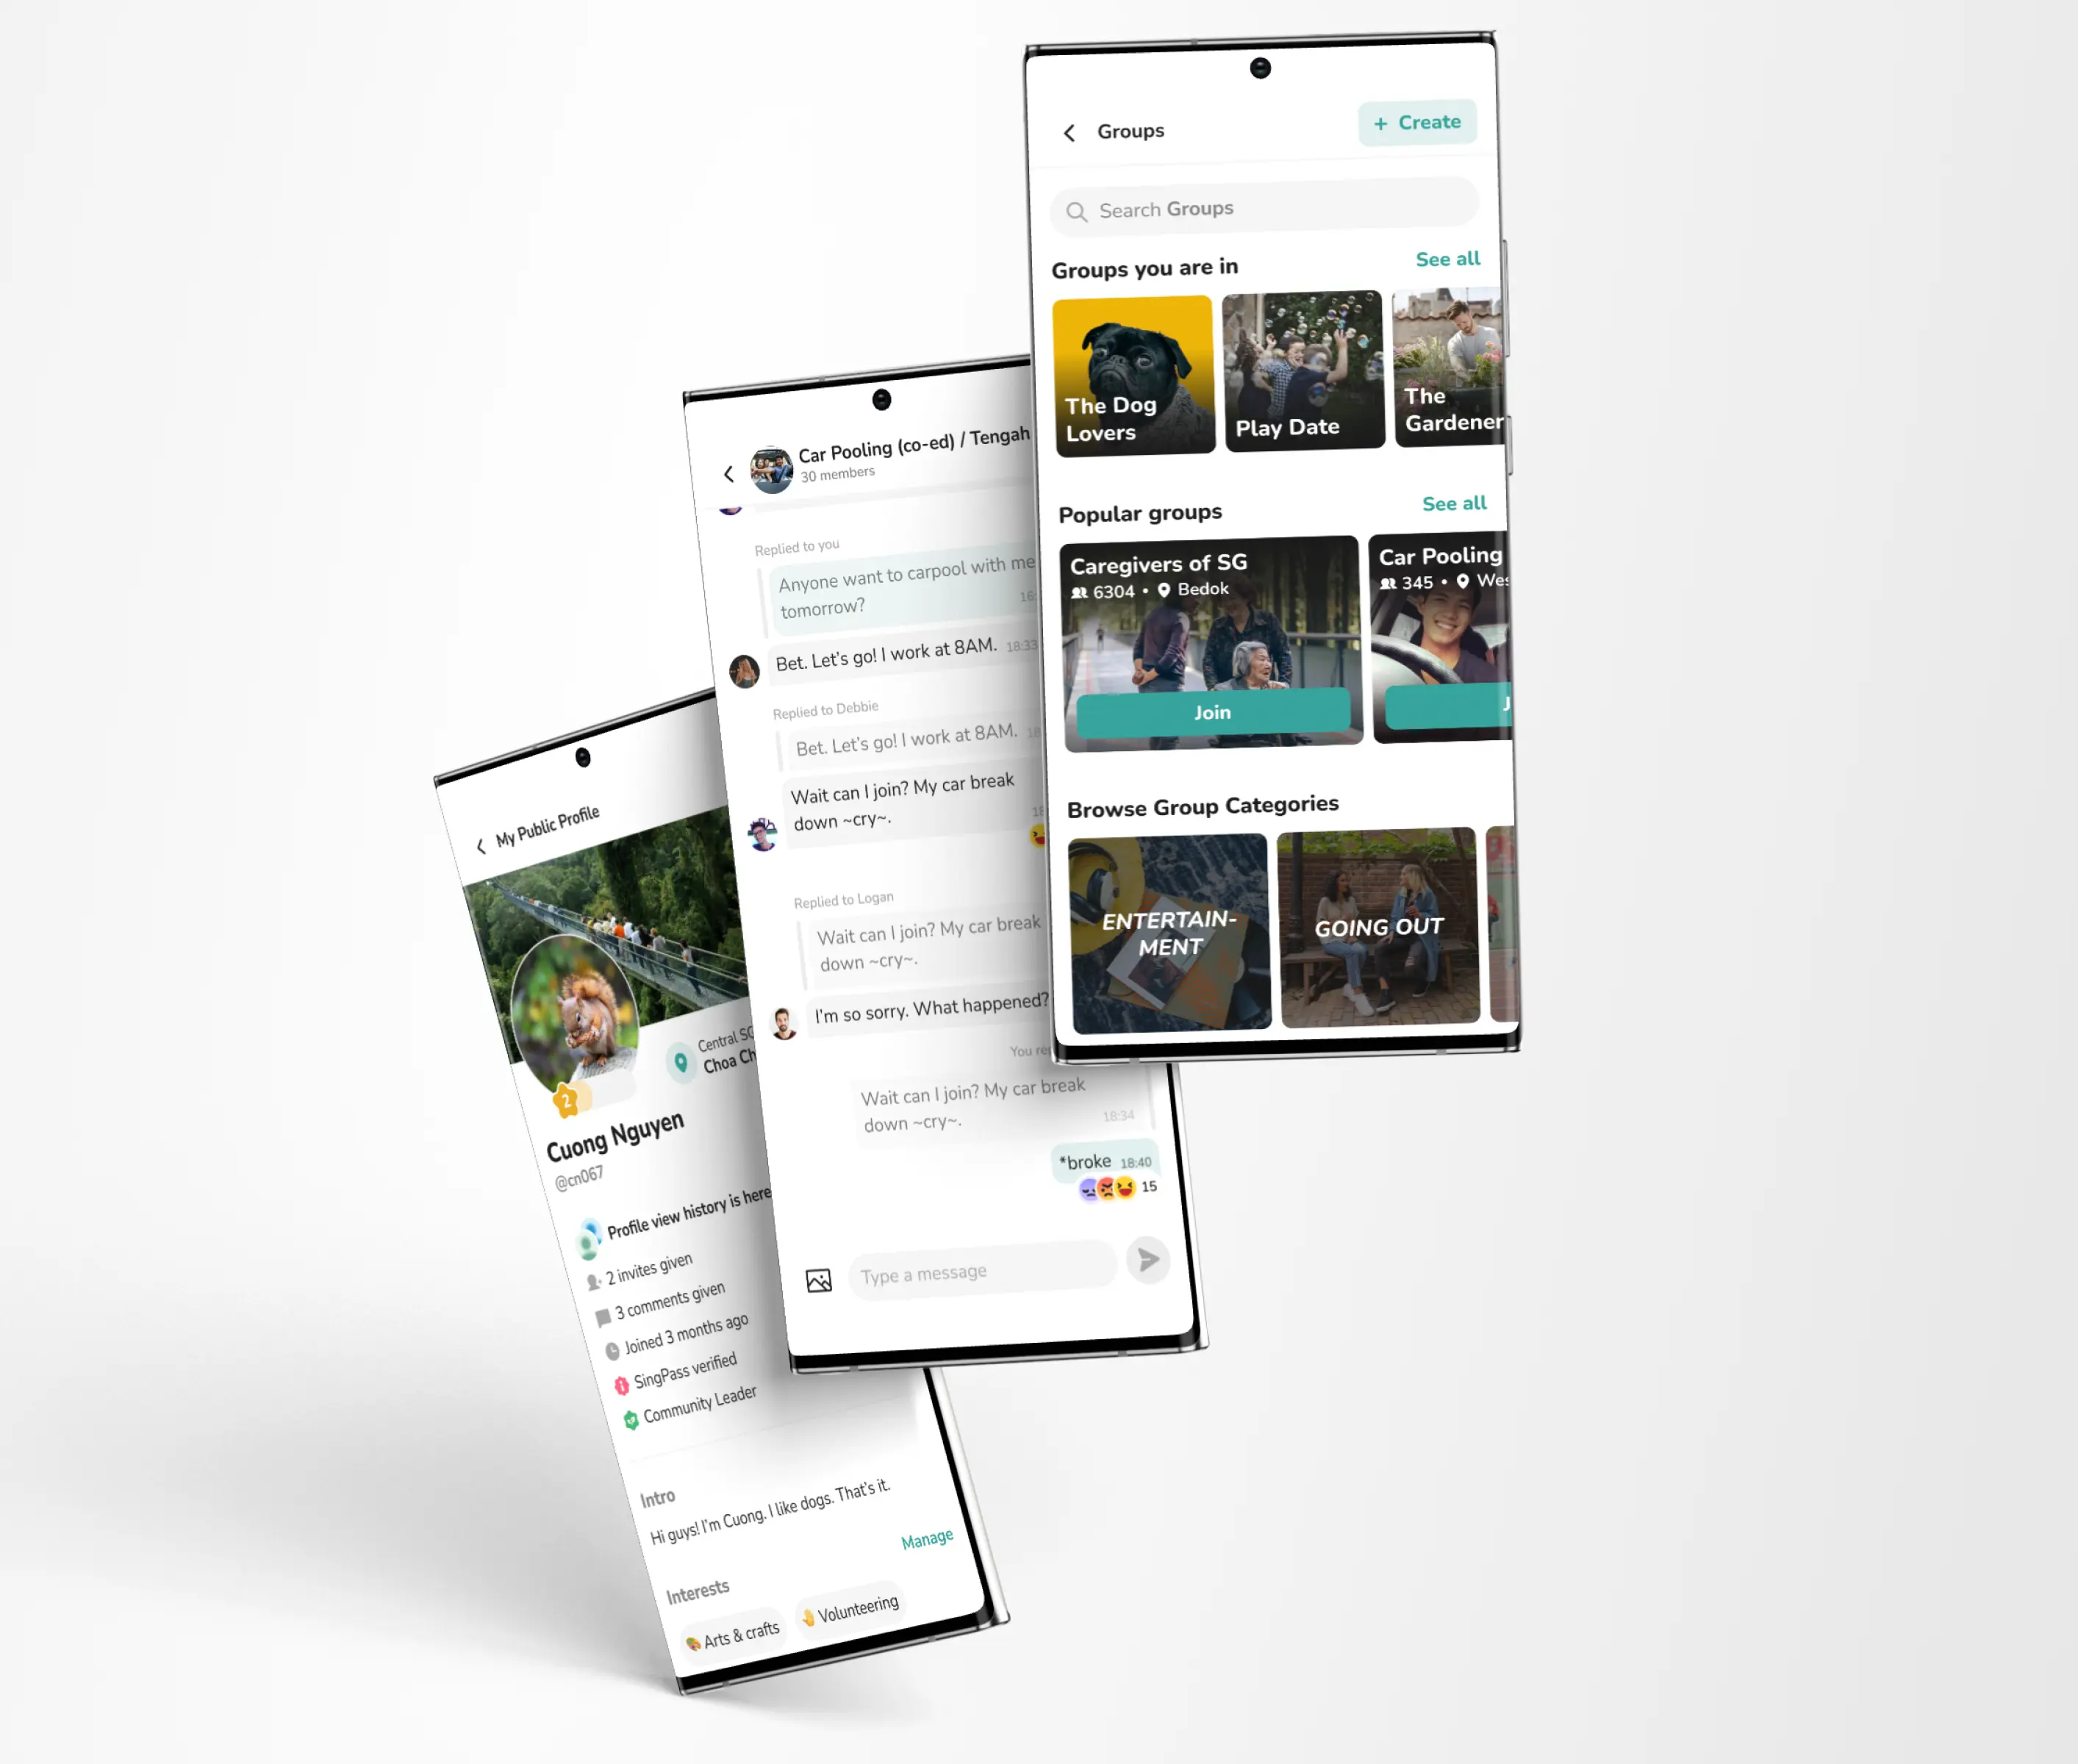 Groups
+ Create
Search Groups
Groups you are in
See all
The Dog
Lovers
Play Date
The
Gardener
Popular groups
See all
Caregivers of SG
6304 • Bedok
Join
Car Pooling
345 •
Browse Group Categories
ENTERTAIN-
MENT
GOING OUT
Car Pooling (co-ed) / Tengah
30 members
Replied to you
Anyone want to carpool with me
tomorrow?
16:
Bet. Let's go! I work at 8AM. 18:33
Replied to Debbie
Bet. Let's go! I work at 8AM. 18
Wait can I join? My car break
down ~cry~.
18
Replied to Logan
Wait can I join? My car break
down ~cry~.
I'm so sorry. What happened?
You re
Wait can I join? My car break
down ~cry~.
18:34
*broke 18:40
15
Type a message
My Public Profile
Central SG
Choa Ch
2
Cuong Nguyen
@cn067
Profile view history is here
2 invites given
3 comments given
Joined 3 months ago
SingPass verified
Community Leader
Intro
Hi guys! I'm Cuong. I like dogs. That's it.
Manage
Interests
Arts & crafts
Volunteering